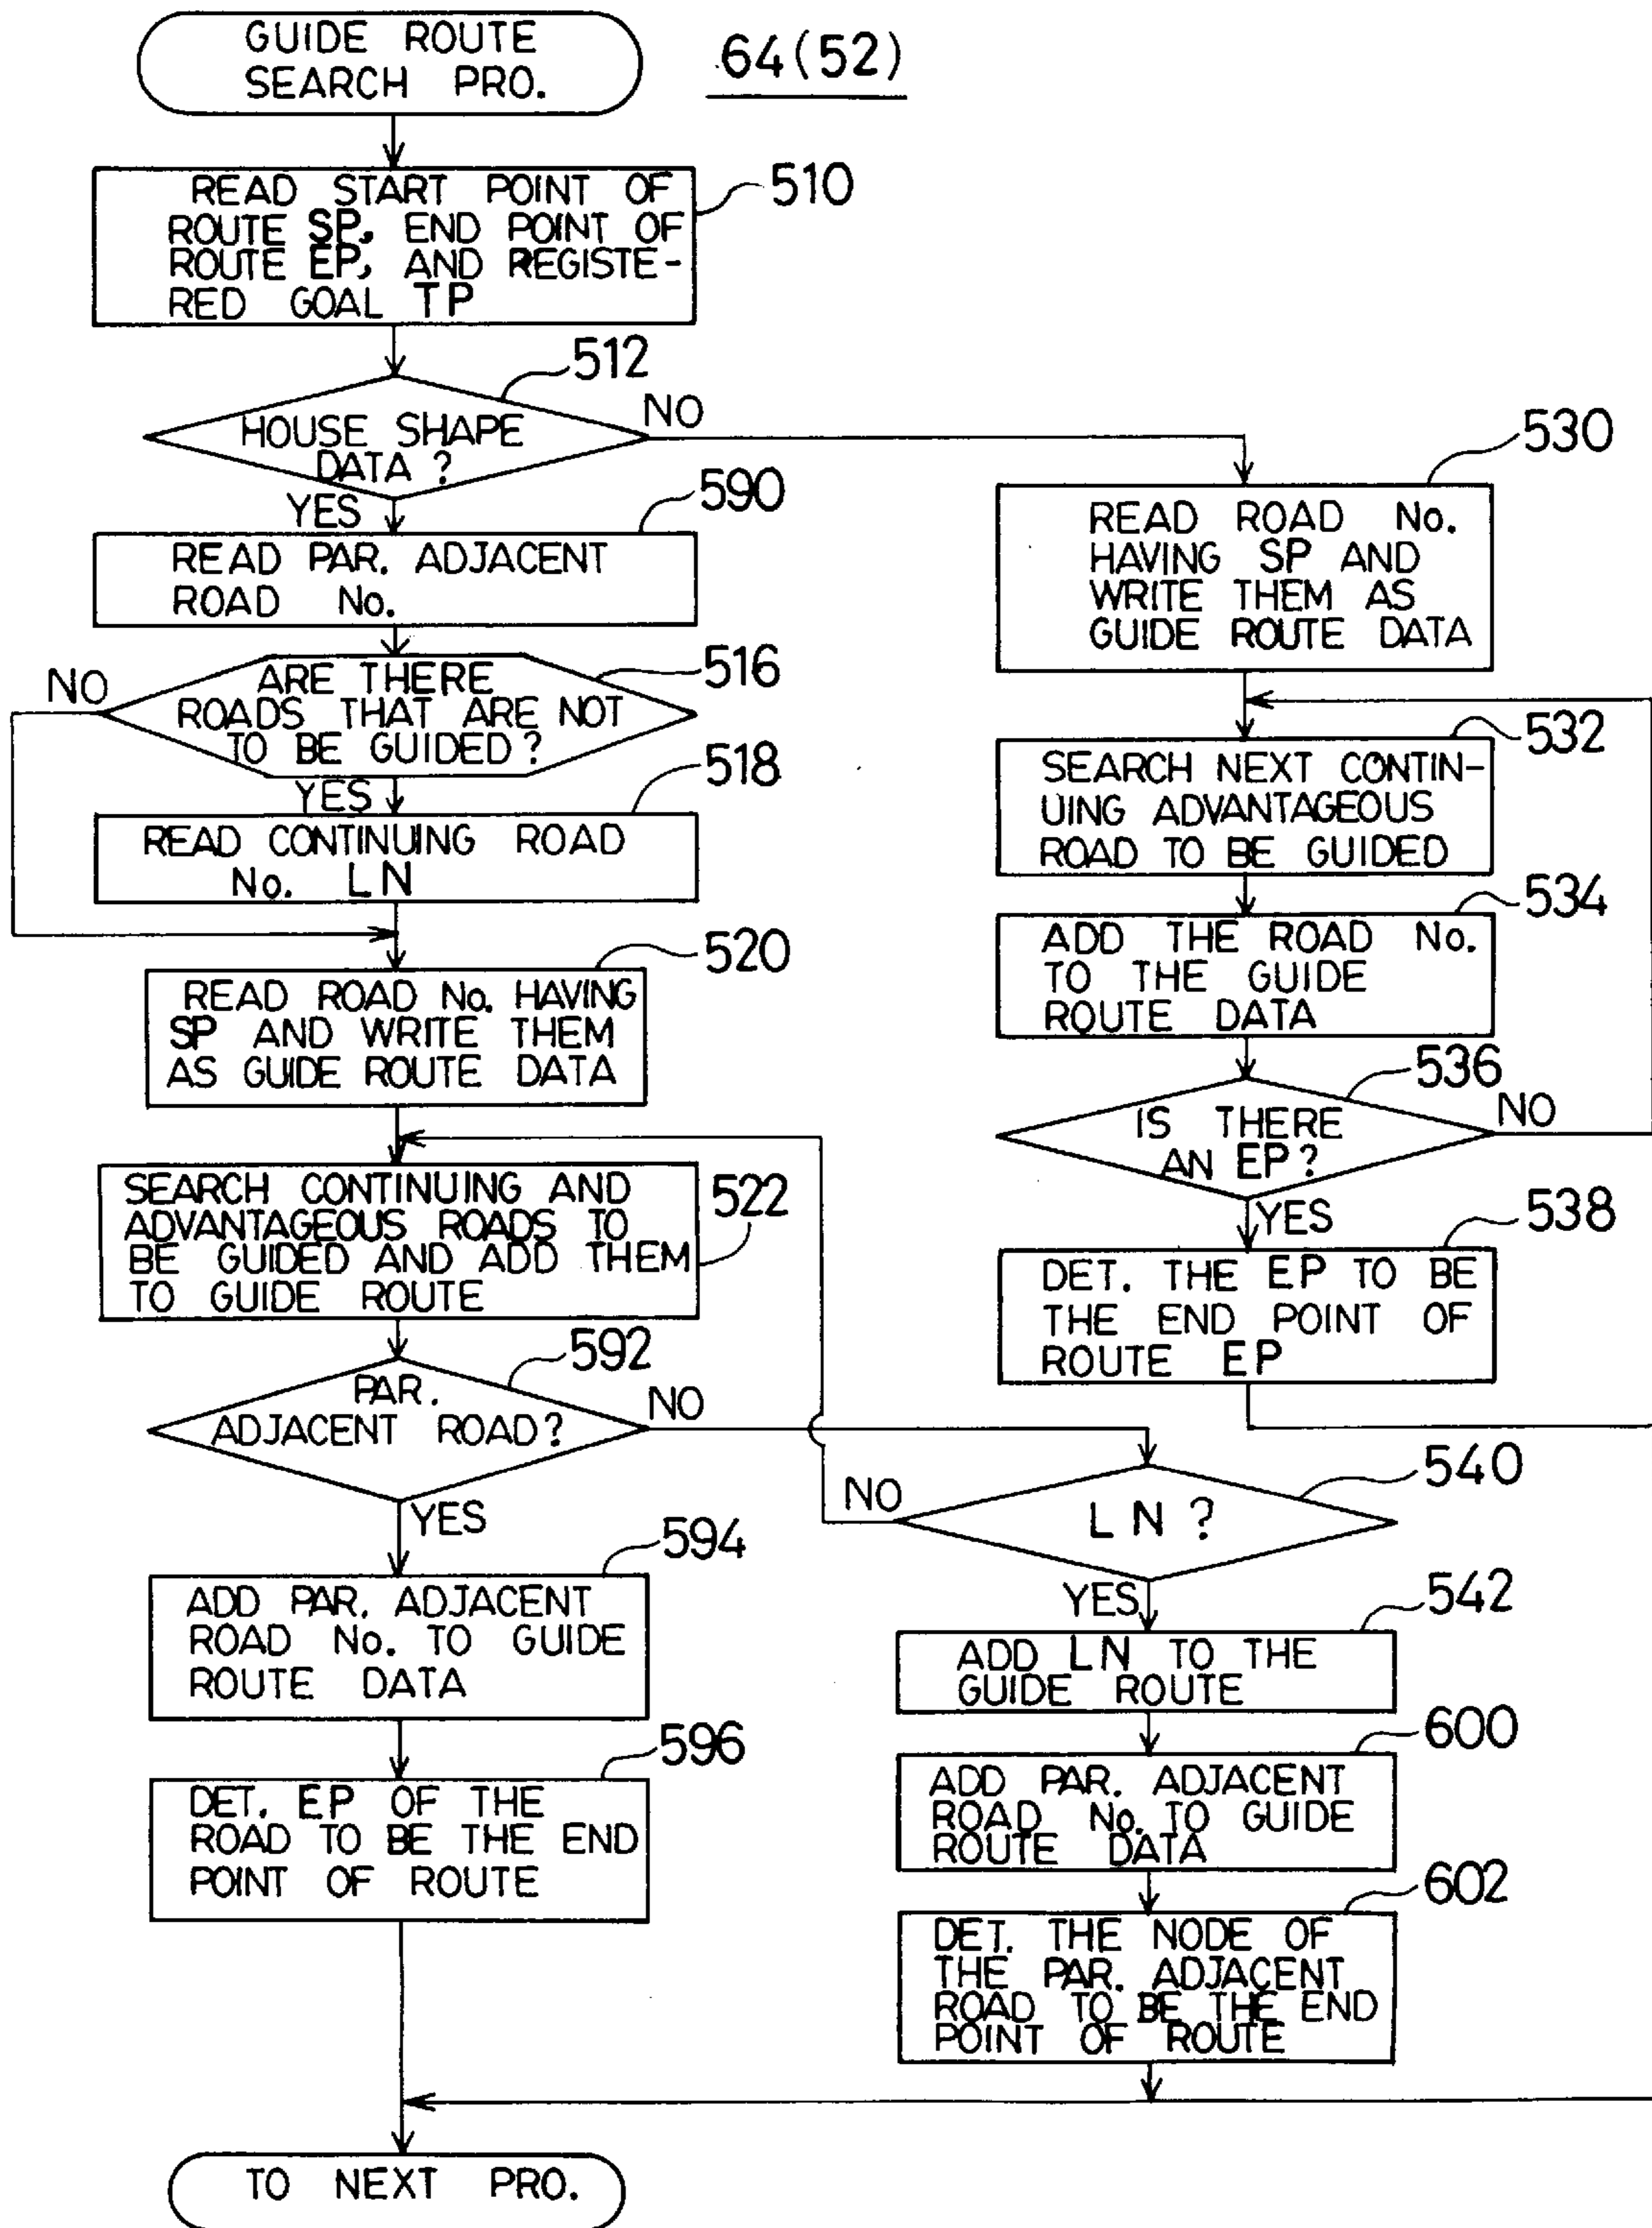 GUIDE ROUTE
SEARCH PRO.
64(52)
READ START POINT OF
ROUTE SP, END POINT OF
ROUTE EP, AND REGISTE-
RED GOAL TP
510
HOUSE SHAPE
DATA?
512
NO
YES
READ PAR. ADJACENT
ROAD No.
590
ARE THERE
ROADS THAT ARE NOT
TO BE GUIDED?
516
NO
YES
READ CONTINUING ROAD
No. LN
518
READ ROAD No. HAVING
SP AND WRITE THEM
AS GUIDE ROUTE DATA
520
SEARCH CONTINUING AND
ADVANTAGEOUS ROADS TO
BE GUIDED AND ADD THEM
TO GUIDE ROUTE
522
PAR.
ADJACENT ROAD?
592
NO
YES
ADD PAR. ADJACENT
ROAD No. TO GUIDE
ROUTE DATA
594
DET. EP OF THE
ROAD TO BE THE END
POINT OF ROUTE
596
READ ROAD No.
HAVING SP AND
WRITE THEM AS
GUIDE ROUTE DATA
530
SEARCH NEXT CONTIN-
UING ADVANTAGEOUS
ROAD TO BE GUIDED
532
ADD THE ROAD No.
TO THE GUIDE
ROUTE DATA
534
IS THERE
AN EP?
536
NO
YES
DET. THE EP TO BE
THE END POINT OF
ROUTE EP
538
LN?
540
NO
YES
ADD LN TO THE
GUIDE ROUTE
542
ADD PAR. ADJACENT
ROAD No. TO GUIDE
ROUTE DATA
600
DET. THE NODE OF
THE PAR. ADJACENT
ROAD TO BE THE END
POINT OF ROUTE
602
TO NEXT PRO.